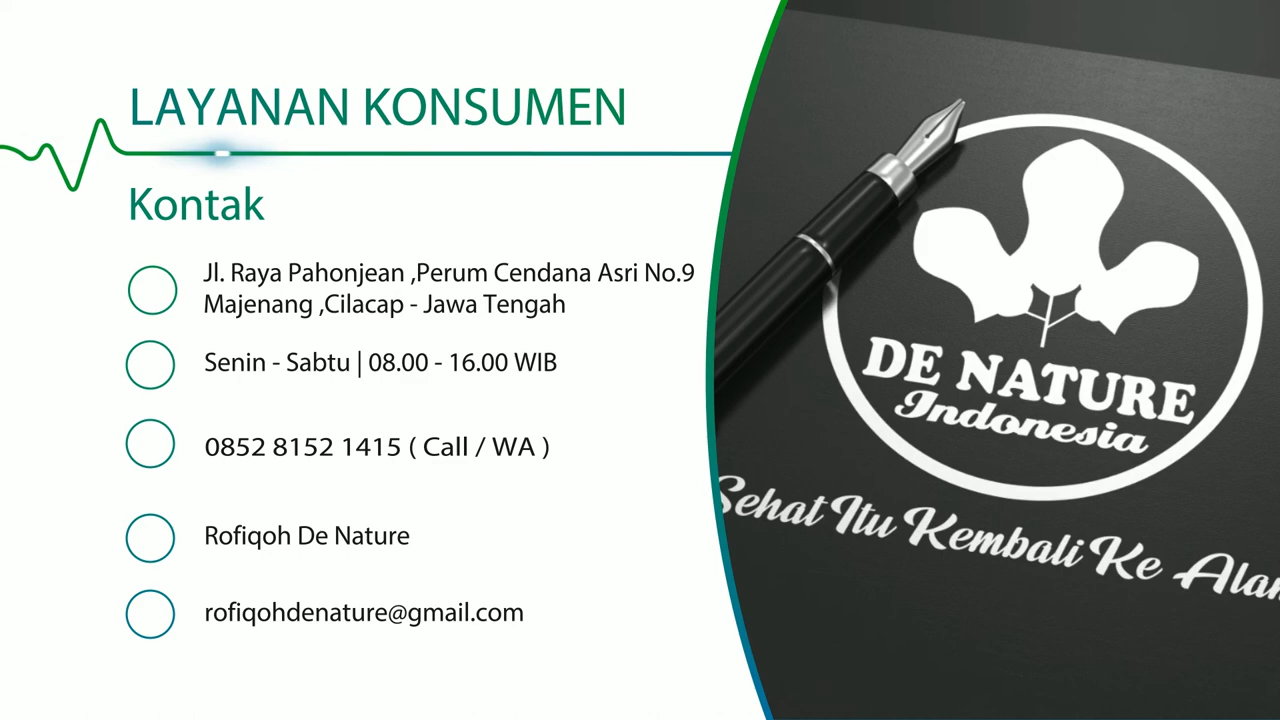 LAYANAN KONSUMEN
Kontak
Jl. Raya Pahonjean ,Perum Cendana Asri No.9
Majenang ,Cilacap - Jawa Tengah
Senin - Sabtu | 08.00 - 16.00 WIB
0852 8152 1415 ( Call / WA )
Rofiqoh De Nature
rofiqohdenature@gmail.com
DE NATURE
Indonesia
Sehat Itu Kembali Ke Alam